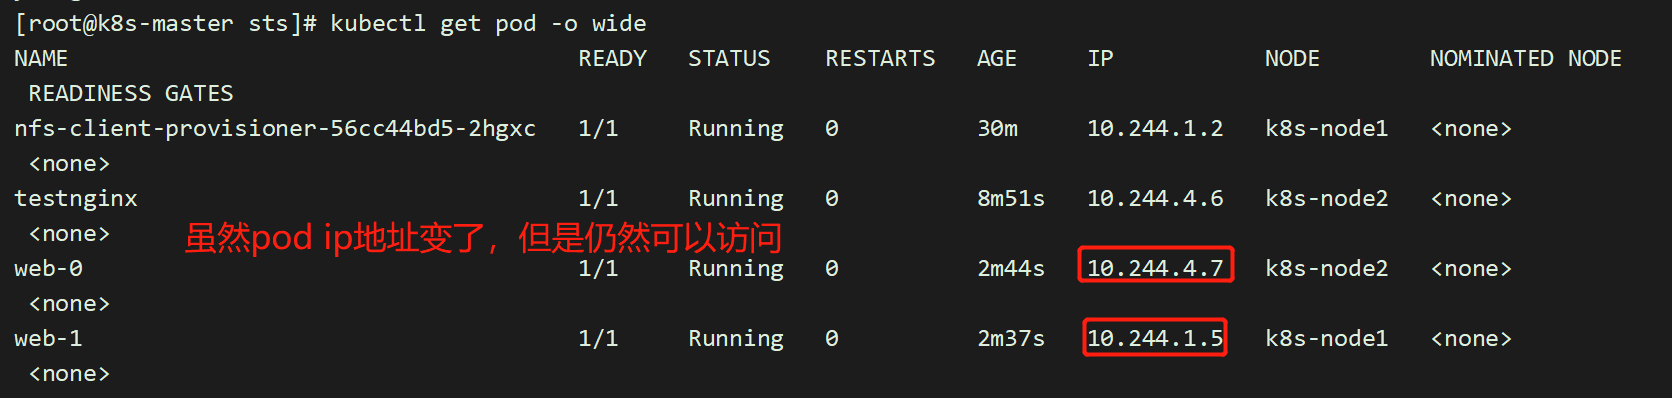 [root@k8s-master sts]# kubectl get pod -o wide
NAME READY STATUS RESTARTS AGE IP NODE NOMINATED NODE
READINESS GATES
nfs-client-provisioner-56cc44bd5-2hgxc 1/1 Running 0 30m 10.244.1.2 k8s-node1 <none>
<none>
testnginx 1/1 Running 0 8m51s 10.244.4.6 k8s-node2 <none>
<none>
虽然pod ip地址变了，但是仍然可以访问
web-0 1/1 Running 0 2m44s 10.244.4.7 k8s-node2 <none>
<none>
web-1 1/1 Running 0 2m37s 10.244.1.5 k8s-node1 <none>
<none>